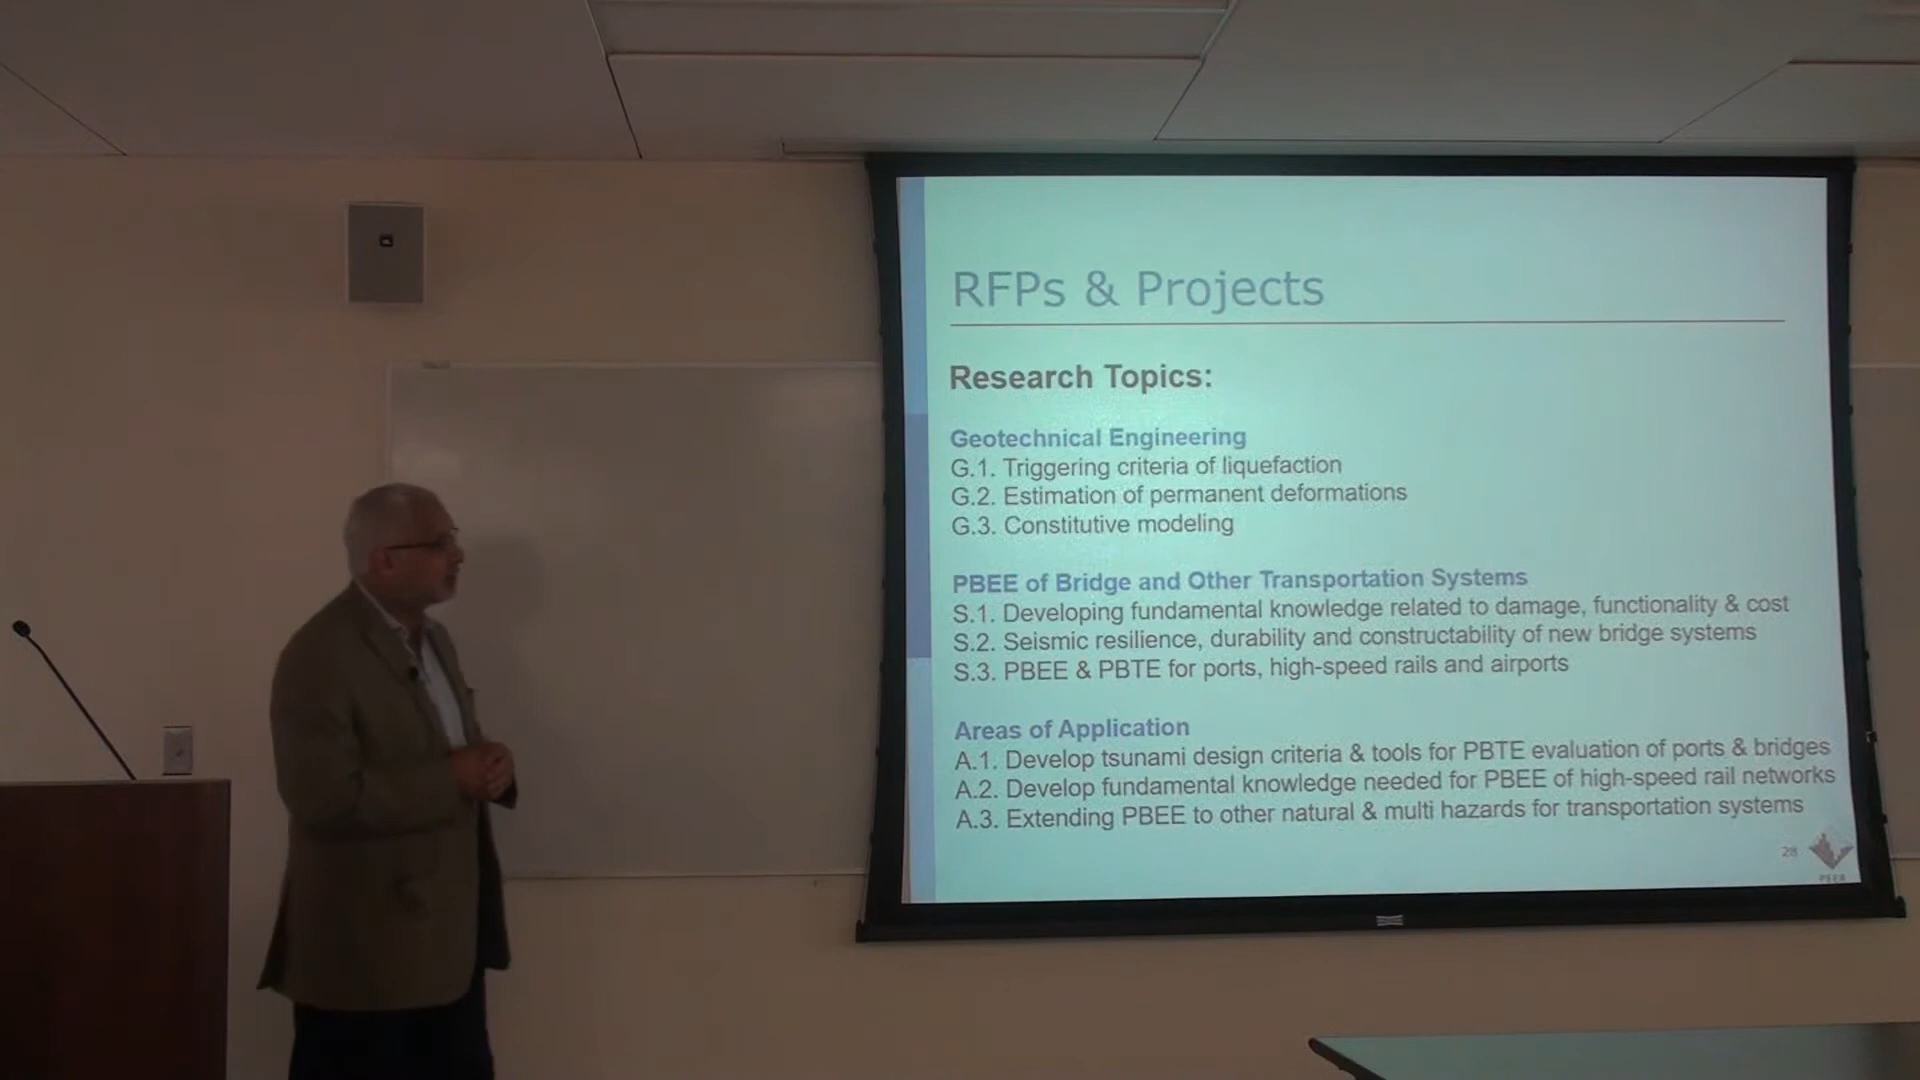 RFPs & Projects
Research Topics:
Geotechnical Engineering
G.1. Triggering criteria of liquefaction
G.2. Estimation of permanent deformations
G.3. Constitutive modeling
PBEE of Bridge and Other Transportation Systems
S.1. Developing fundamental knowledge related to damage, functionality & cost
S.2. Seismic resilience, durability and constructability of new bridge systems
S.3. PBEE & PBTE for ports, high-speed rails and airports
Areas of Application
A.1. Develop tsunami design criteria & tools for PBTE evaluation of ports & bridges
A.2. Develop fundamental knowledge needed for PBEE of high-speed rail networks
A.3. Extending PBEE to other natural & multi hazards for transportation systems
28
PEER